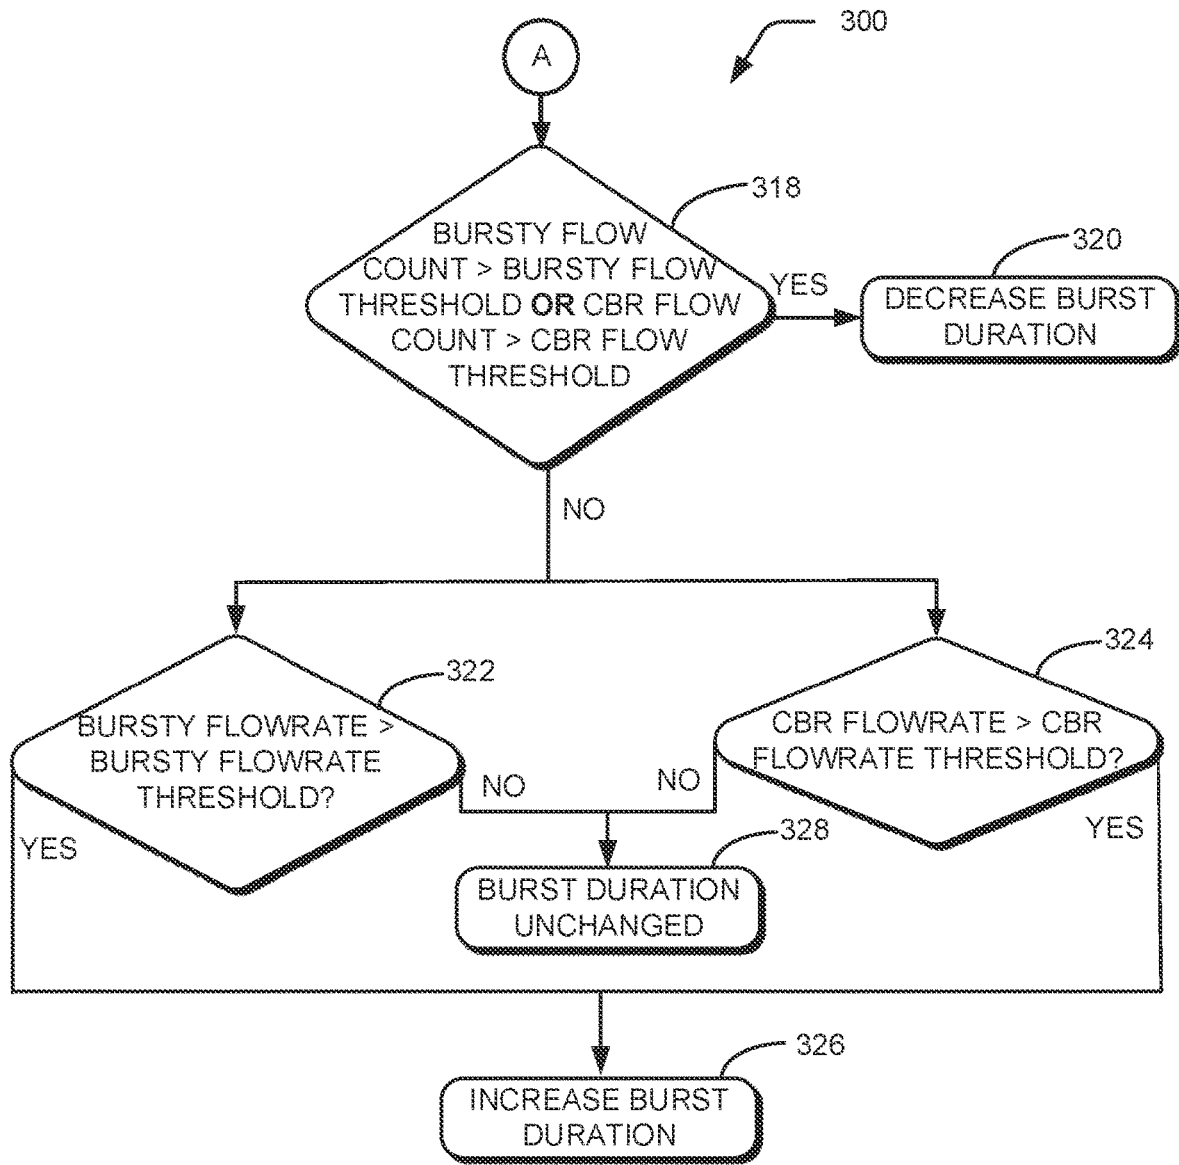 300
A
318
BURSTY FLOW
COUNT > BURSTY FLOW
THRESHOLD OR CBR FLOW
COUNT > CBR FLOW
THRESHOLD
YES
320
DECREASE BURST
DURATION
NO
322
BURSTY FLOWRATE >
BURSTY FLOWRATE
THRESHOLD?
324
CBR FLOWRATE > CBR
FLOWRATE THRESHOLD?
NO
NO
YES
YES
328
BURST DURATION
UNCHANGED
326
INCREASE BURST
DURATION